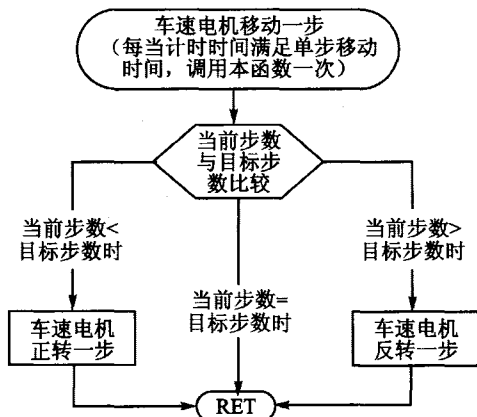 车速电机移动一步
（每当计时时间满足单步移动
时间，调用本函数一次）
当前步数
与目标步
数比较
当前步数<
目标步数时
当前步数=
目标步数时
当前步数>
目标步数时
车速电机
正转一步
车速电机
反转一步
RET